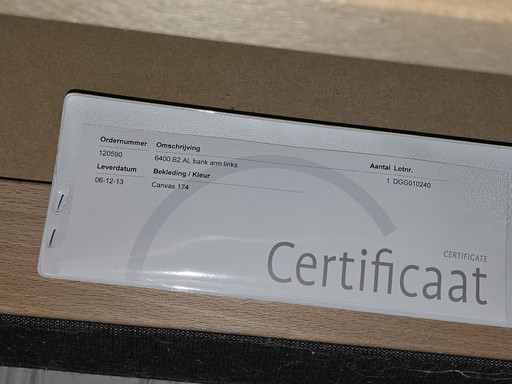 Ordernummer Omschrijving Aantal Lotnr.
120590 6400.B2 AL bank arm links 1 DGG010240
Leverdatum Bekleding / Kleur
06-12-13 Canvas 174
CERTIFICATE
Certificaat